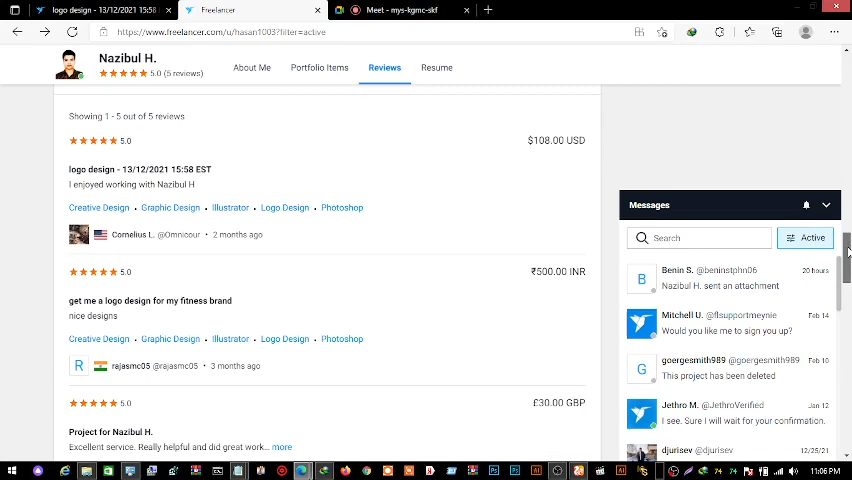 logo design - 13/12/2021 15:58
Freelancer
Meet - mys-kgmc-skf
https://www.freelancer.com/u/hasan1003?filter=active
Nazibul H.
5.0 (5 reviews)
About Me
Portfolio Items
Reviews
Resume
Showing 1 - 5 out of 5 reviews
5.0
$108.00 USD
logo design - 13/12/2021 15:58 EST
I enjoyed working with Nazibul H
Creative Design • Graphic Design • Illustrator • Logo Design • Photoshop
Cornelius L. @Omnicour • 2 months ago
5.0
₹500.00 INR
get me a logo design for my fitness brand
nice designs
Creative Design • Graphic Design • Illustrator • Logo Design • Photoshop
R rajasmc05 @rajasmc05 • 3 months ago
5.0
£30.00 GBP
Project for Nazibul H.
Excellent service. Really helpful and did great work... more
Messages
Search
Active
B
Benin S. @beninstphn06
20 hours
Nazibul H. sent an attachment
Mitchell U. @flsupportmeynie
Feb 14
Would you like me to sign you up?
G
goergesmith989 @goergesmith989
Feb 10
This project has been deleted
Jethro M. @JethroVerified
Jan 12
I see. Sure I will wait for your confirmation.
djurisev @djurisev
12/25/21
74 74
11:06 PM